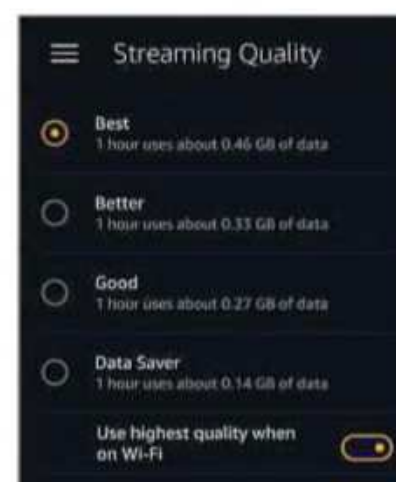 Streaming Quality
Best
1 hour uses about 0.46 GB of data
Better
1 hour uses about 0.33 GB of data
Good
1 hour uses about 0.27 GB of data
Data Saver
1 hour uses about 0.14 GB of data
Use highest quality when
on Wi-Fi